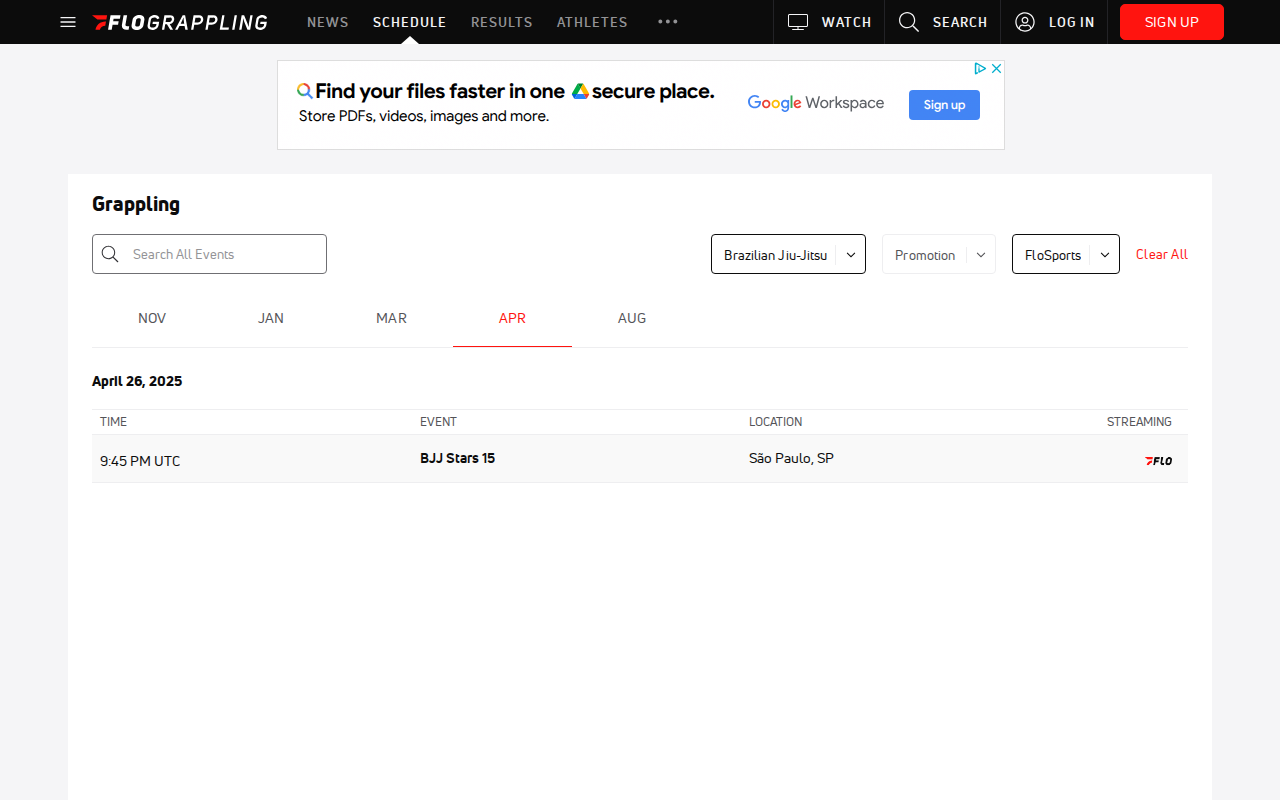 FLOGRAPPLING NEWS SCHEDULE RESULTS ATHLETES ••• WATCH SEARCH LOG IN SIGN UP
Find your files faster in one secure place.
Store PDFs, videos, images and more.
Google Workspace
Sign up
Grappling
Search All Events Brazilian Jiu-Jitsu Promotion FloSports Clear All
NOV JAN MAR APR AUG
April 26, 2025
TIME EVENT LOCATION STREAMING
9:45 PM UTC BJJ Stars 15 São Paulo, SP FLO